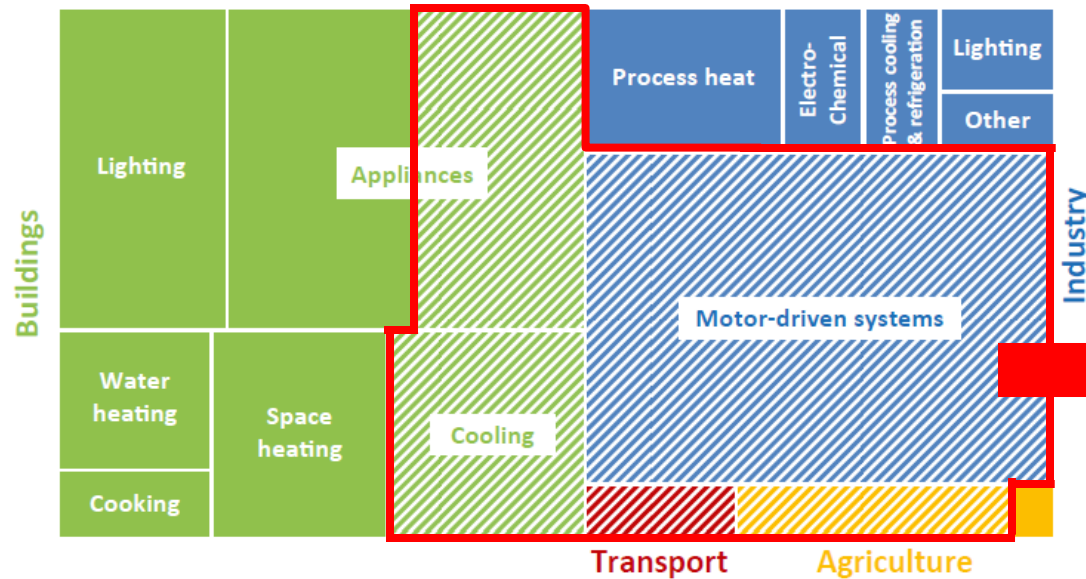 Buildings
Lighting
Appliances
Water
heating
Space
heating
Cooking
Cooling
Process heat
Electro-
Chemical
Process cooling
& refrigeration
Lighting
Other
Motor-driven systems
Industry
Transport
Agriculture